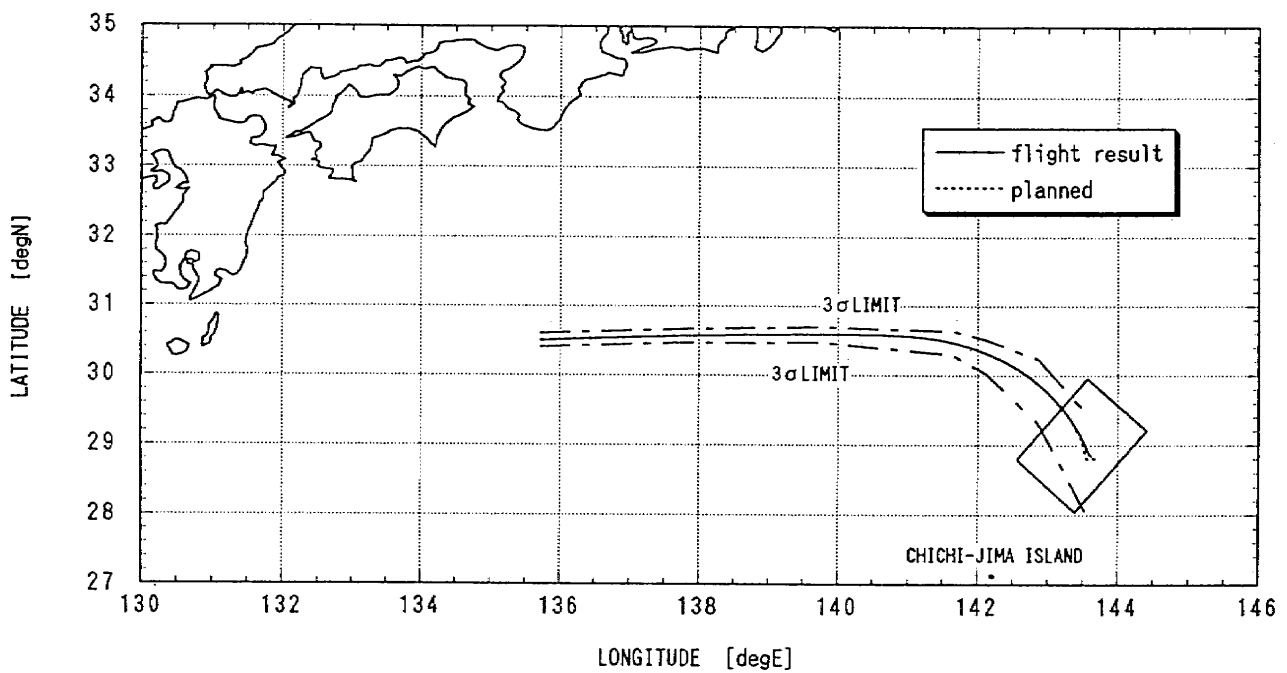 35
34
33
32
31
30
29
28
27
LATITUDE [degN]
flight result
planned
3σLIMIT
3σLIMIT
CHICHI-JIMA ISLAND
130 132 134 136 138 140 142 144 146
LONGITUDE [degE]